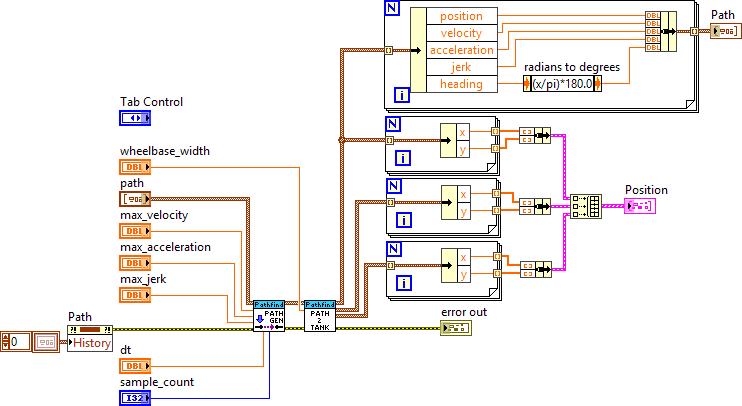 N
position
velocity
acceleration
jerk
heading
i
DBL
DBL
DBL
DBL
DBL
Path
radians to degrees
(x/pi)*180.0
Tab Control
N
x
y
i
wheelbase_width
DBL
path
N
x
y
i
Position
max_velocity
DBL
max_acceleration
DBL
N
x
y
i
max_jerk
DBL
Pathfind
PATH
GEN
Pathfind
PATH
2
TANK
error out
Path
0
History
dt
DBL
sample_count
I32